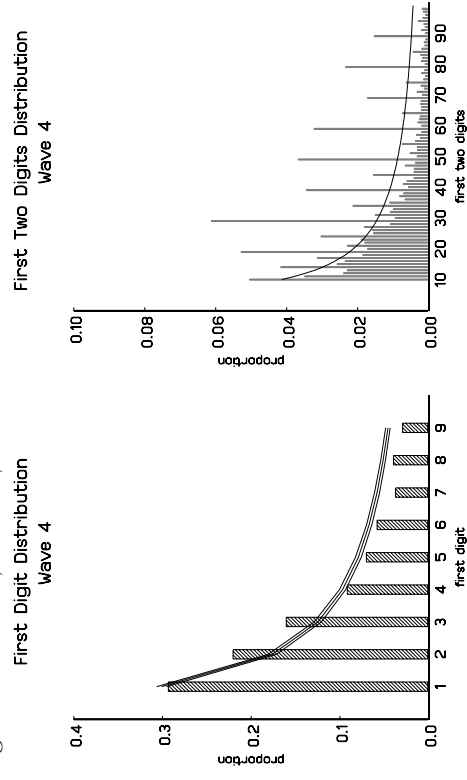 First Digit Distribution
Wave 4
proportion
0.4
0.3
0.2
0.1
0.0
1 2 3 4 5 6 7 8 9
first digit
First Two Digits Distribution
Wave 4
proportion
0.10
0.08
0.06
0.04
0.02
0.00
10 20 30 40 50 60 70 80 90
first two digits